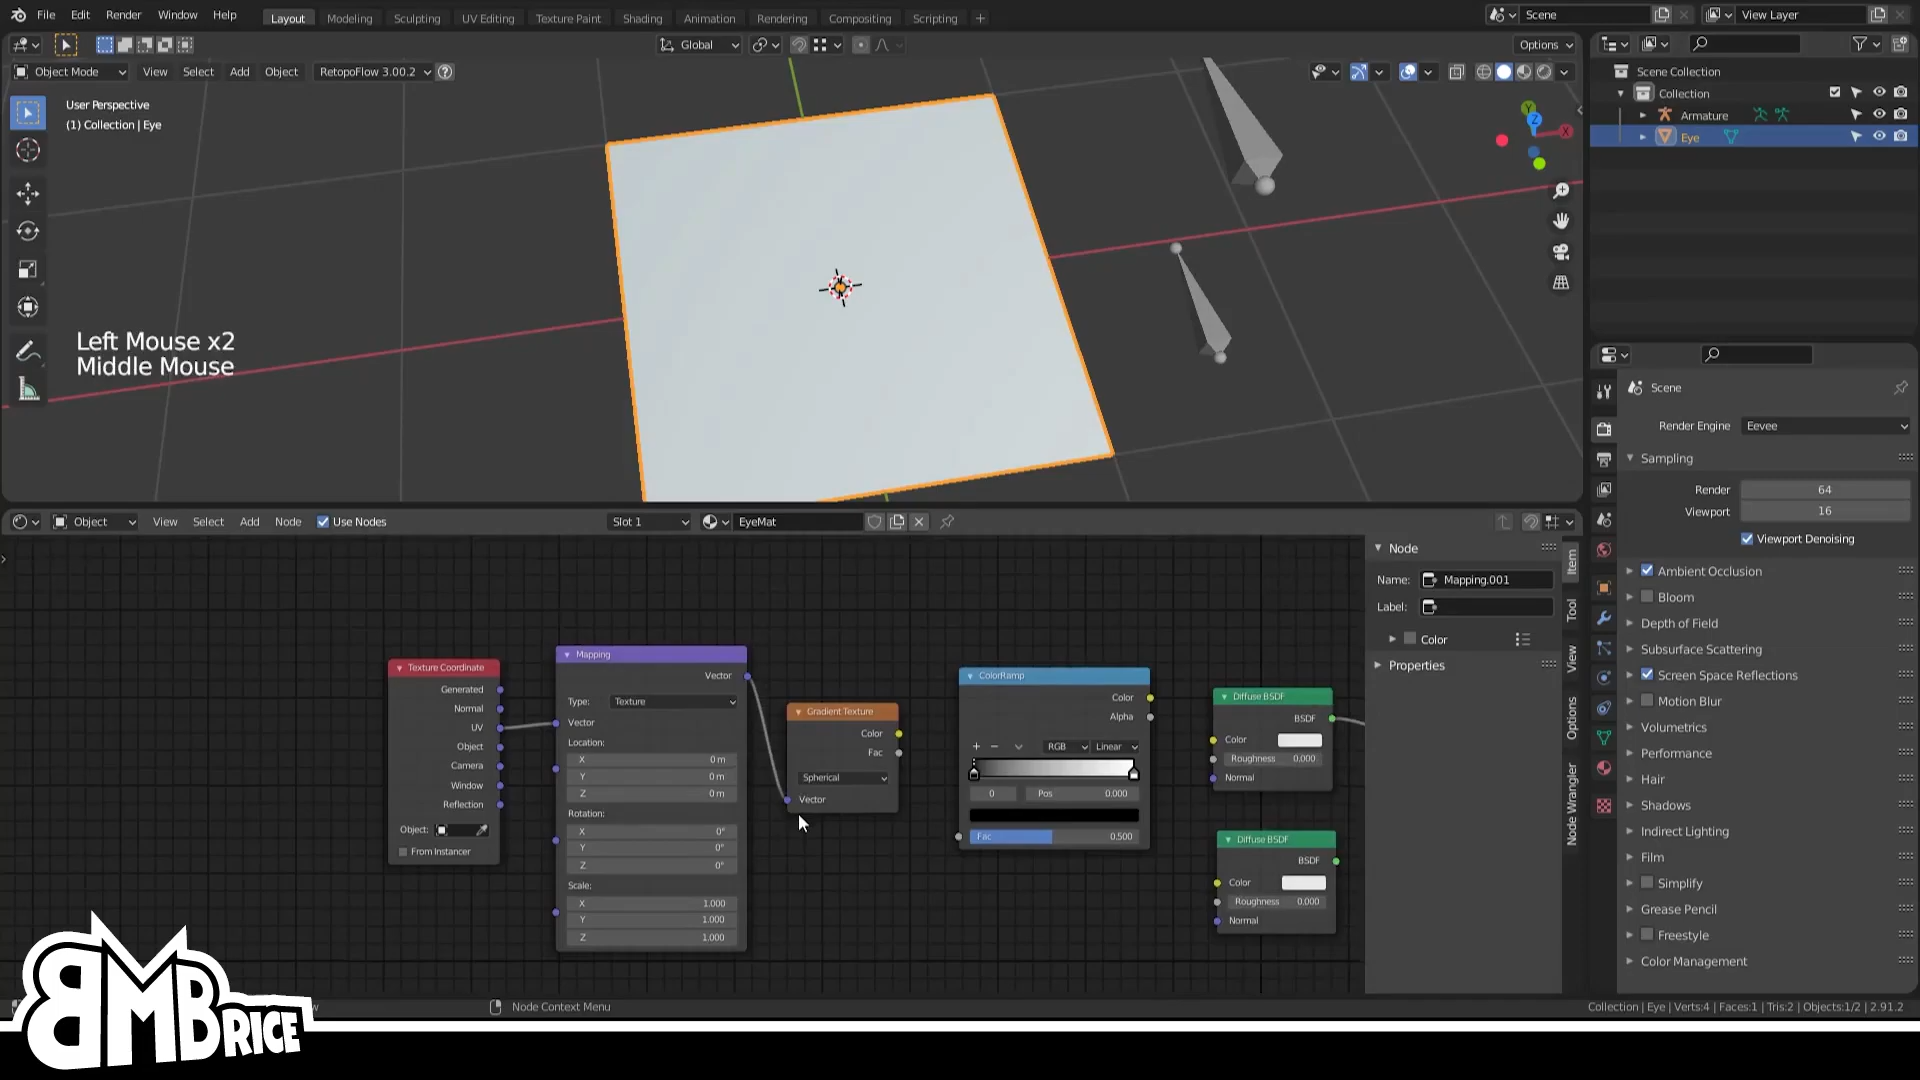 File Edit Render Window Help Layout Modeling Sculpting UV Editing Texture Paint Shading Animation Rendering Compositing Scripting + Scene View Layer
Global Options
Object Mode View Select Add Object RetopoFlow 3.00.2
User Perspective
(1) Collection | Eye
Left Mouse x2
Middle Mouse
Y
Z
X
Scene Collection
Collection
Armature
Eye
Scene
Render Engine Eevee
Sampling
Render 64
Viewport 16
Viewport Denoising
Ambient Occlusion
Bloom
Depth of Field
Subsurface Scattering
Screen Space Reflections
Motion Blur
Volumetrics
Performance
Hair
Shadows
Indirect Lighting
Film
Simplify
Grease Pencil
Freestyle
Color Management
Object View Select Add Node Use Nodes Slot 1 EyeMat
Texture Coordinate
Generated
Normal
UV
Object
Camera
Window
Reflection
Object:
From Instancer
Mapping
Vector
Type: Texture
Vector
Location:
X 0 m
Y 0 m
Z 0 m
Rotation:
X 0°
Y 0°
Z 0°
Scale:
X 1.000
Y 1.000
Z 1.000
Gradient Texture
Color
Fac
Spherical
Vector
ColorRamp
Color
Alpha
+ − RGB Linear
0 Pos 0.000
Fac 0.500
Diffuse BSDF
BSDF
Color
Roughness 0.000
Normal
Diffuse BSDF
BSDF
Color
Roughness 0.000
Normal
Node
Name: Mapping.001
Label:
Color
Properties
Item
Tool
View
Options
Node Wrangler
Node Context Menu
Collection | Eye | Verts:4 | Faces:1 | Tris:2 | Objects:1/2 | 2.91.2
BMBRICE